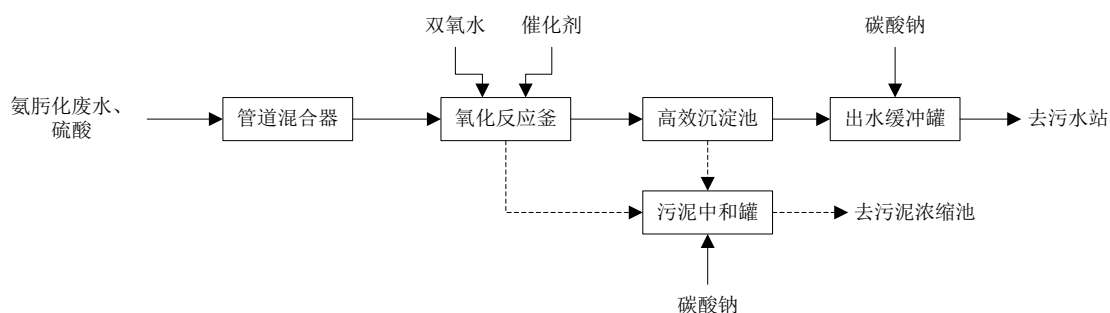 双氧水
催化剂
碳酸钠
氨肟化废水、
硫酸
管道混合器
氧化反应釜
高效沉淀池
出水缓冲罐
去污水站
污泥中和罐
去污泥浓缩池
碳酸钠